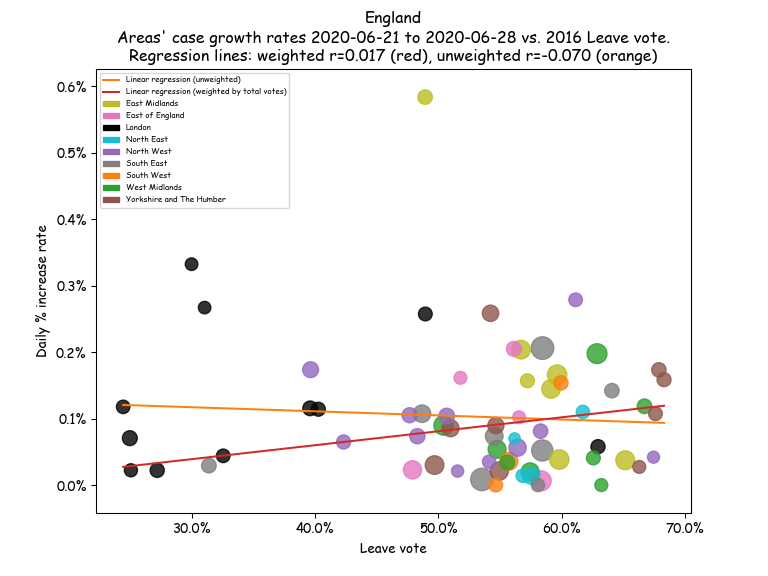 England
Areas' case growth rates 2020-06-21 to 2020-06-28 vs. 2016 Leave vote.
Regression lines: weighted r=0.017 (red), unweighted r=-0.070 (orange)
Linear regression (unweighted)
Linear regression (weighted by total votes)
East Midlands
East of England
London
North East
North West
South East
South West
West Midlands
Yorkshire and The Humber
Daily % increase rate
0.6%
0.5%
0.4%
0.3%
0.2%
0.1%
0.0%
30.0% 40.0% 50.0% 60.0% 70.0%
Leave vote